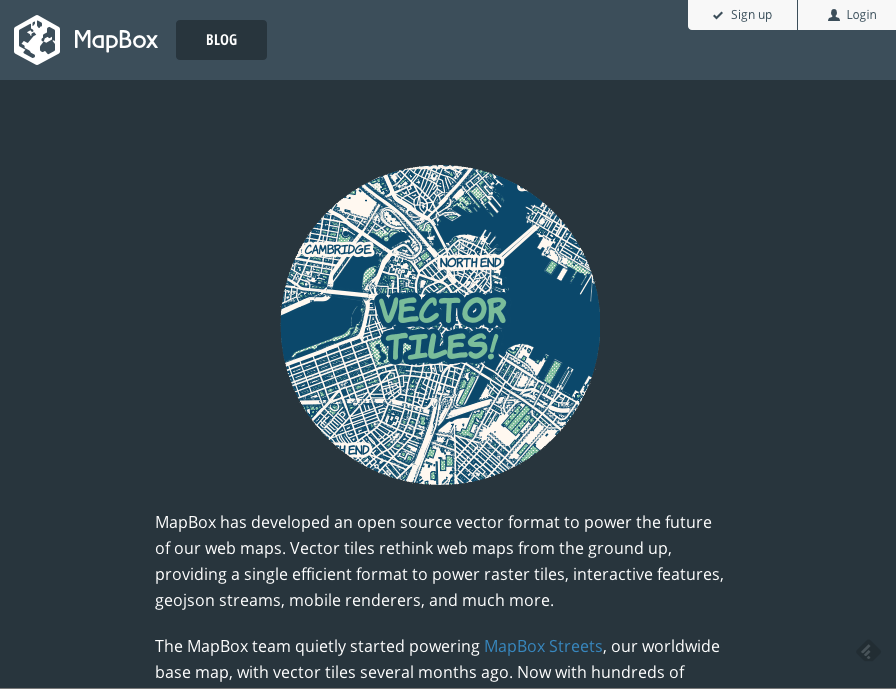 MapBox
BLOG
Sign up
Login
CAMBRIDGE
NORTH END
VECTOR
TILES!
END
MapBox has developed an open source vector format to power the future
of our web maps. Vector tiles rethink web maps from the ground up,
providing a single efficient format to power raster tiles, interactive features,
geojson streams, mobile renderers, and much more.
The MapBox team quietly started powering MapBox Streets, our worldwide
base map, with vector tiles several months ago. Now with hundreds of